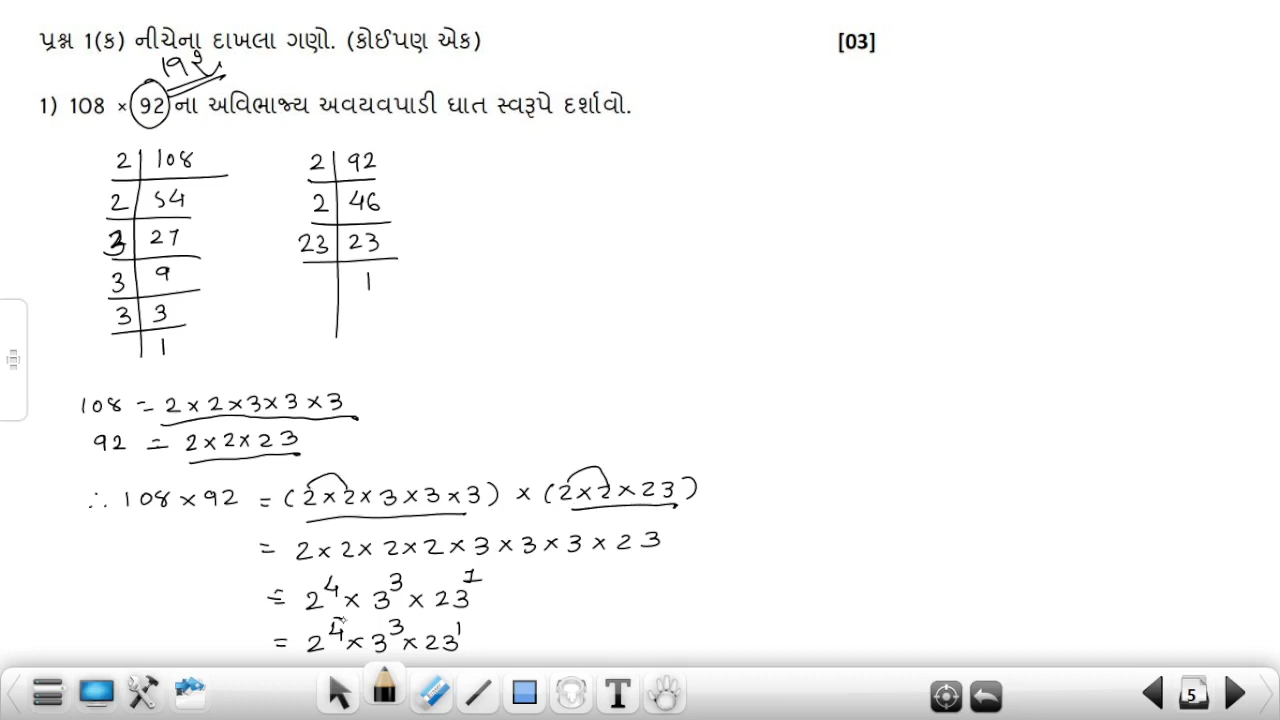 પ્રશ્ન 1(ક) નીચેના દાખલા ગણો. (કોઈપણ એક) [03]
192
1) 108 × 92 ના અવિભાજ્ય અવયવપાડી ઘાત સ્વરૂપે દર્શાવો.
2 | 108 2 | 92
2 | 54 2 | 46
3 | 27 23 | 23
3 | 9 | 1
3 | 3
| 1
108 = 2 × 2 × 3 × 3 × 3
92 = 2 × 2 × 23
∴ 108 × 92 = (2 × 2 × 3 × 3 × 3) × (2 × 2 × 23)
= 2 × 2 × 2 × 2 × 3 × 3 × 3 × 23
= 2⁴ × 3³ × 23¹
= 2⁴ × 3³ × 23¹
5